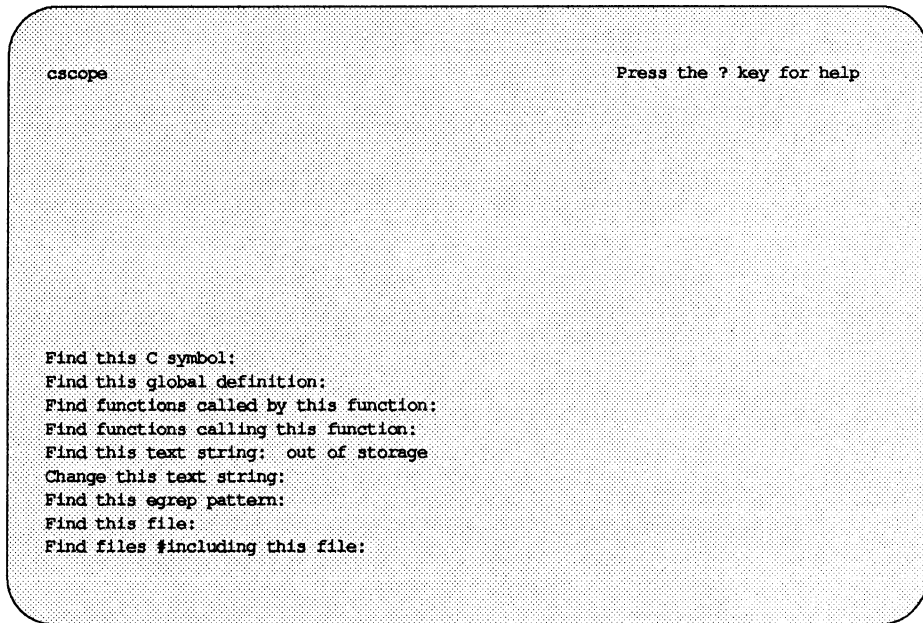 cscope Press the ? key for help
Find this C symbol:
Find this global definition:
Find functions called by this function:
Find functions calling this function:
Find this text string: out of storage
Change this text string:
Find this egrep pattern:
Find this file:
Find files #including this file: